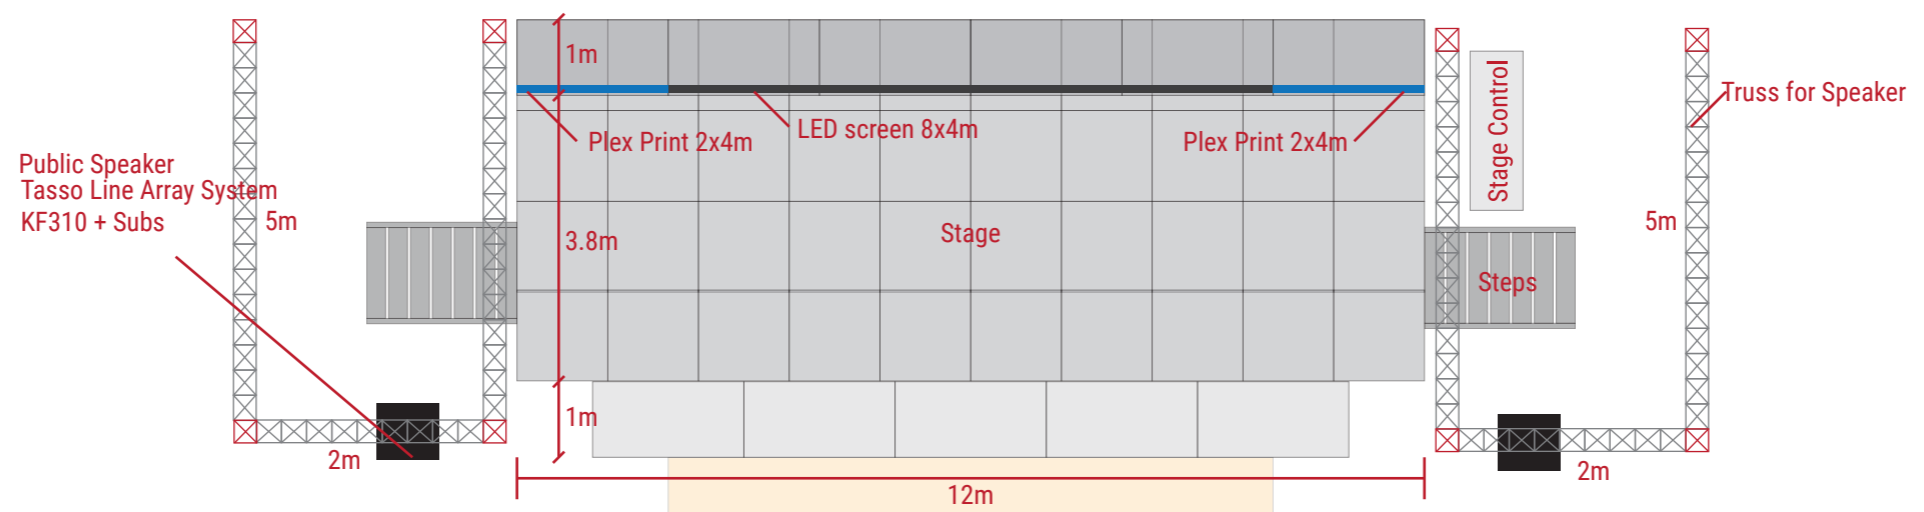 1m
Truss for Speaker
Stage Control
Plex Print 2x4m
LED screen 8x4m
Plex Print 2x4m
Public Speaker
Tasso Line Array System
KF310 + Subs
5m
3.8m
Stage
5m
Steps
1m
2m
2m
12m